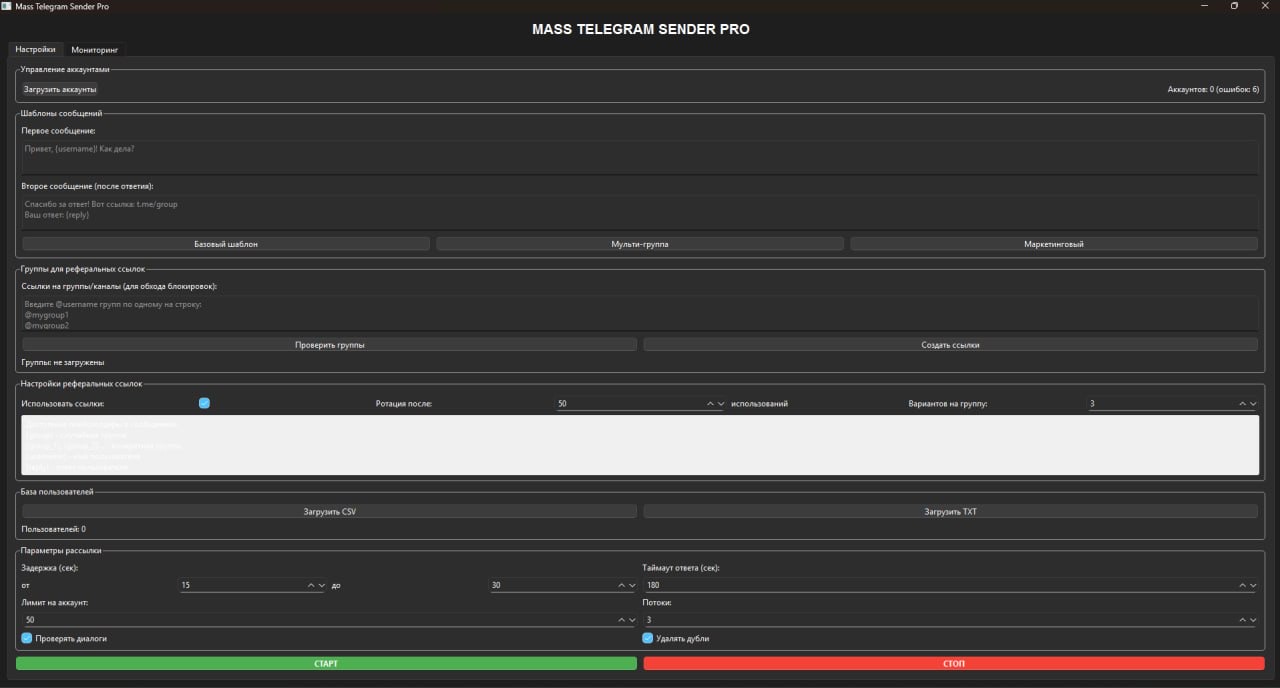 Mass Telegram Sender Pro
MASS TELEGRAM SENDER PRO
Настройки Мониторинг
Управление аккаунтами
Загрузить аккаунты Аккаунтов: 0 (ошибок: 6)
Шаблоны сообщений
Первое сообщение:
Привет, {username}! Как дела?
Второе сообщение (после ответа):
Спасибо за ответ! Вот ссылка: t.me/group
Ваш ответ: {reply}
Базовый шаблон Мульти-группа Маркетинговый
Группы для реферальных ссылок
Ссылки на группы/каналы (для обхода блокировок):
Введите @username групп по одному на строку:
@mygroup1
@mygroup2
Проверить группы Создать ссылки
Группы: не загружены
Настройки реферальных ссылок
Использовать ссылки: Ротация после: 50 использований Вариантов на группу: 3
База пользователей
Загрузить CSV Загрузить TXT
Пользователей: 0
Параметры рассылки
Задержка (сек): Таймаут ответа (сек):
от 15 до 30 180
Лимит на аккаунт: Потоки:
50 3
Проверять диалоги Удалять дубли
СТАРТ СТОП